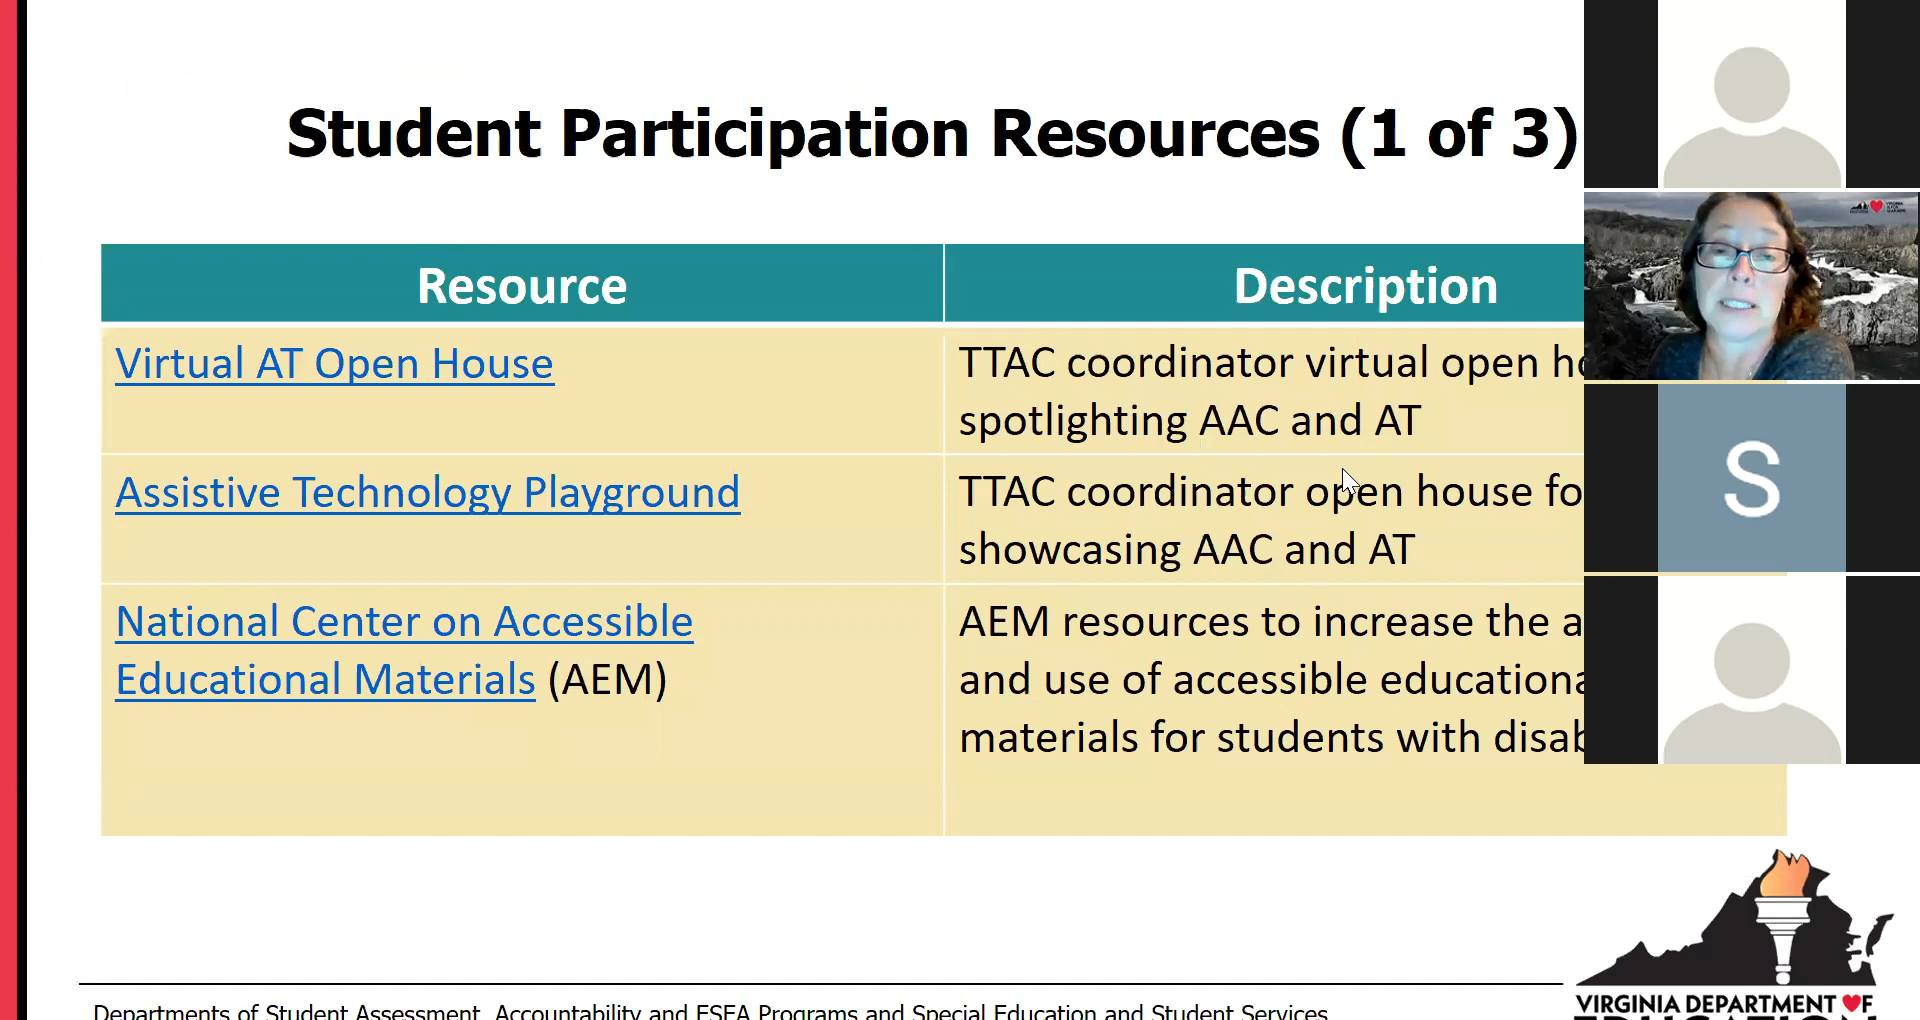 Student Participation Resources (1 of 3)
Resource
Description
Virtual AT Open House
TTAC coordinator virtual open
spotlighting AAC and AT
Assistive Technology Playground
TTAC coordinator open house
showcasing AAC and AT
National Center on Accessible
Educational Materials (AEM)
AEM resources to increase the
and use of accessible
materials for students with
S
Departments of Student Assessment, Accountability and ESEA Programs and Special Education and Student Services
VIRGINIA DEPARTMENT OF
EDUCATION